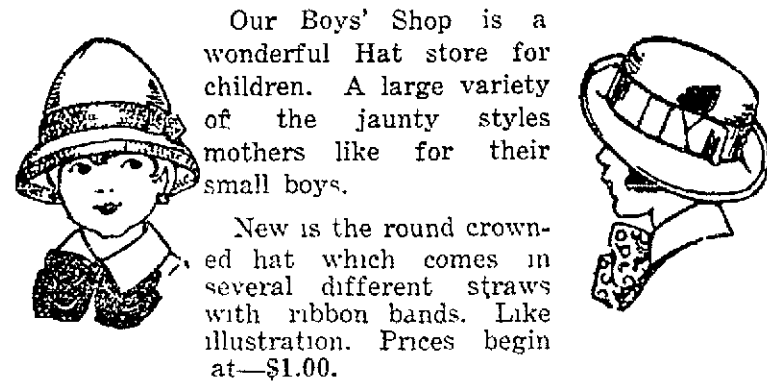 Our Boys' Shop is a
wonderful Hat store for
children. A large variety
of the jaunty styles
mothers like for their
small boys.
New is the round crown-
ed hat which comes in
several different straws
with ribbon bands. Like
illustration. Prices begin
at—$1.00.